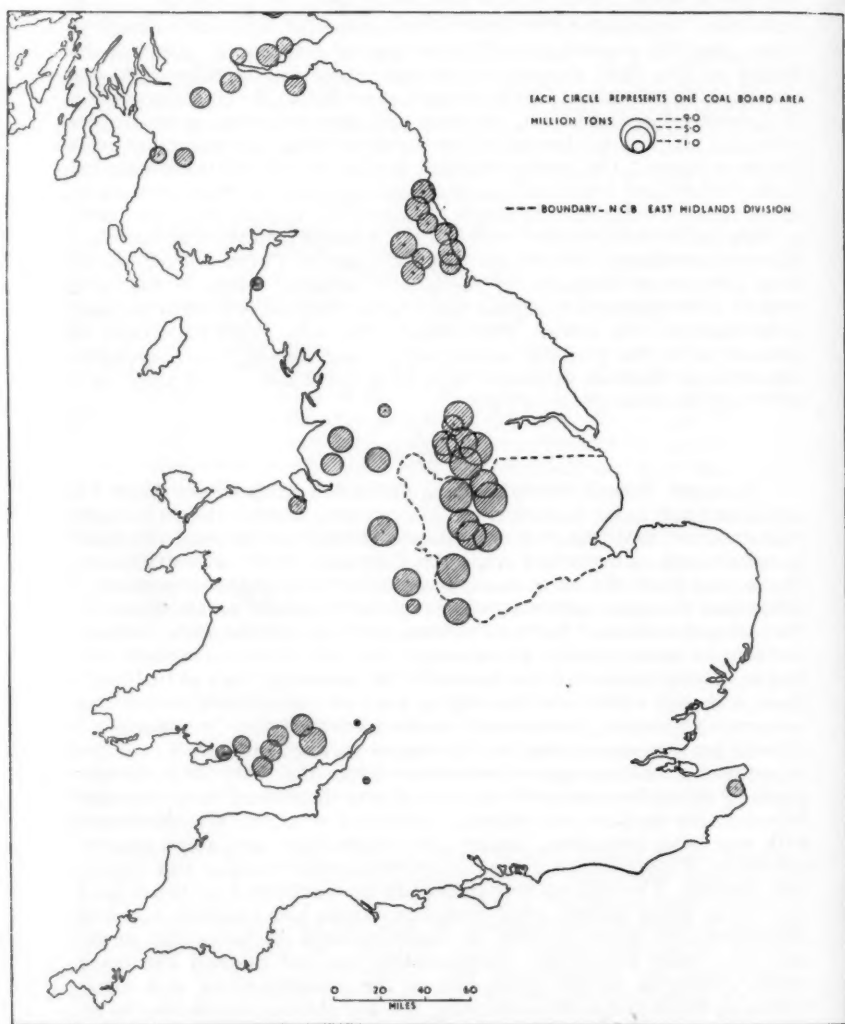 EACH CIRCLE REPRESENTS ONE COAL BOARD AREA
MILLION TONS
9·0
5·0
1·0
BOUNDARY – N.C.B. EAST MIDLANDS DIVISION
0 20 40 60
MILES